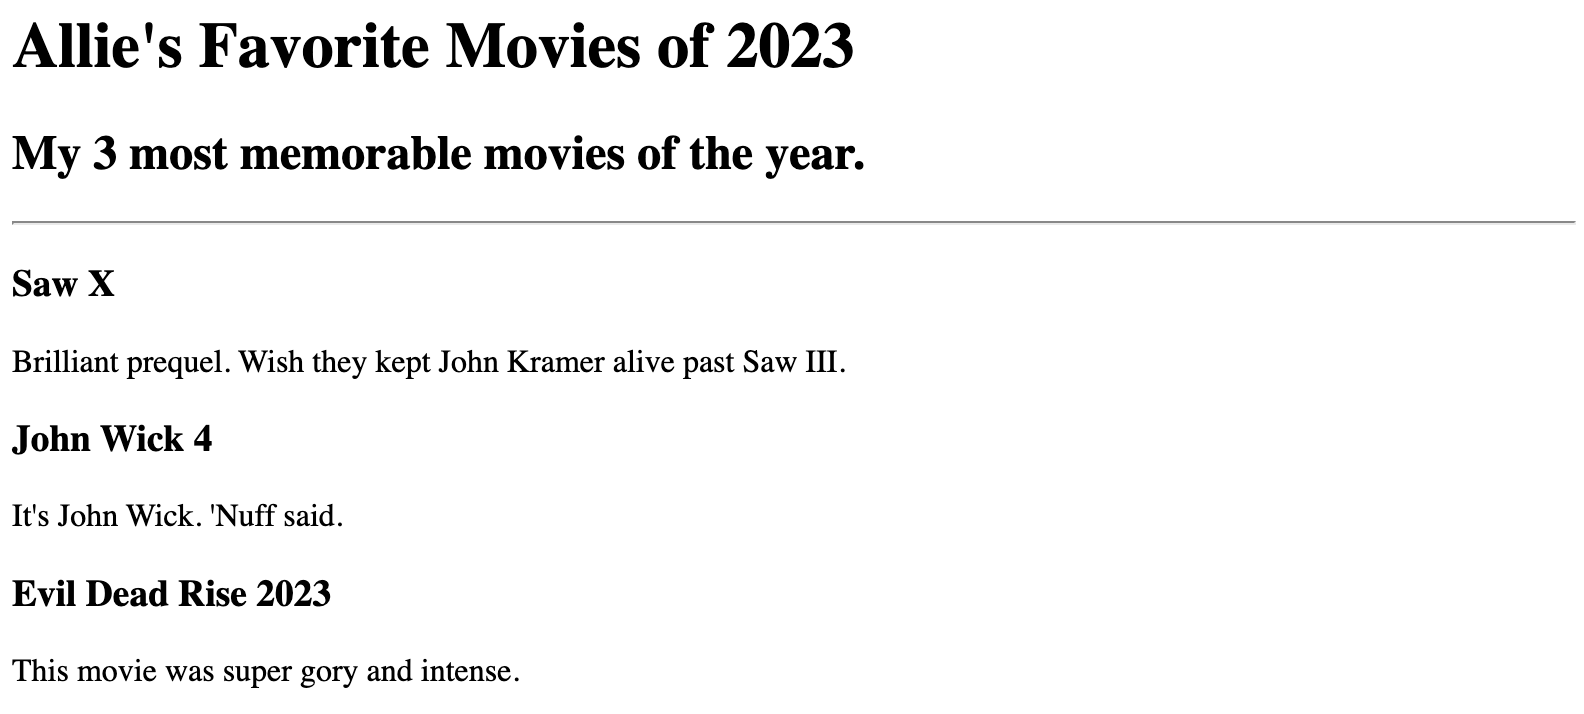 Allie's Favorite Movies of 2023
My 3 most memorable movies of the year.
Saw X
Brilliant prequel. Wish they kept John Kramer alive past Saw III.
John Wick 4
It's John Wick. 'Nuff said.
Evil Dead Rise 2023
This movie was super gory and intense.